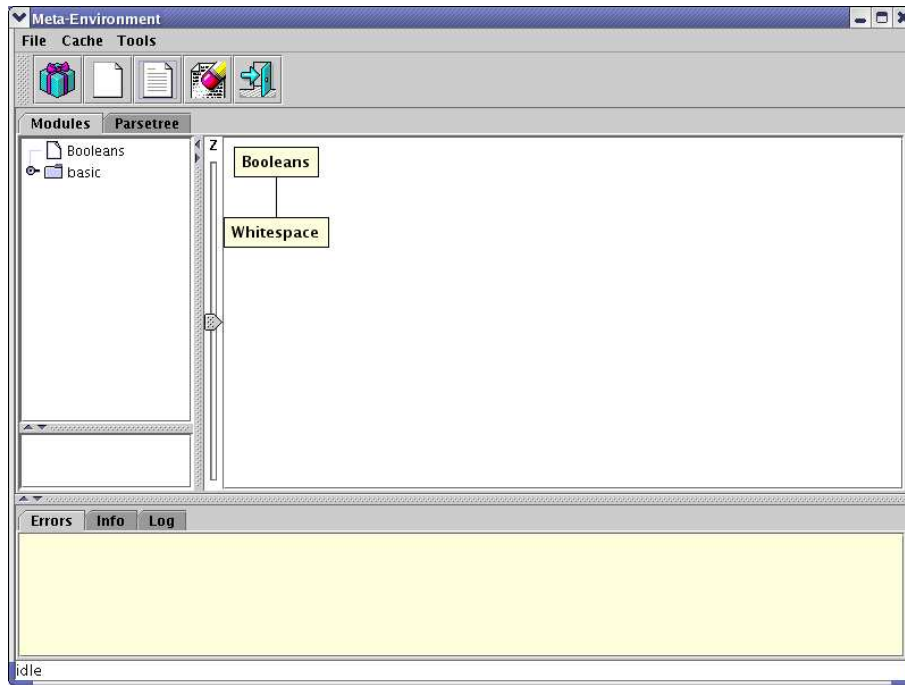 Meta-Environment
File Cache Tools
Modules Parsetree
Booleans
basic
Z
Booleans
Whitespace
Errors Info Log
idle